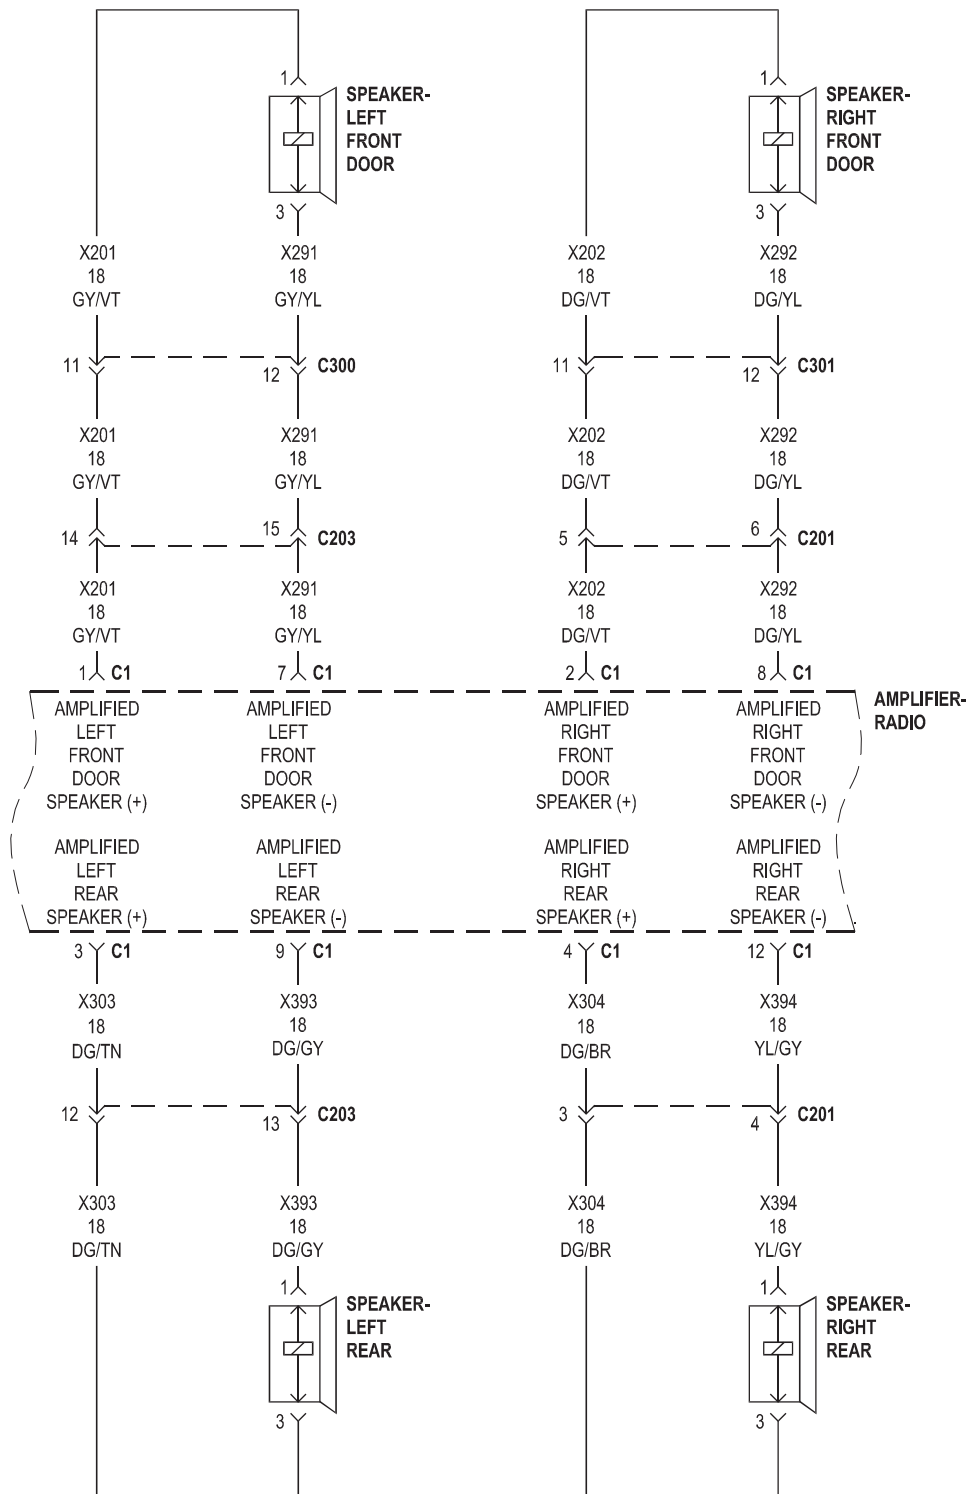 1
SPEAKER-
LEFT
FRONT
DOOR
3
1
SPEAKER-
RIGHT
FRONT
DOOR
3
X201
18
GY/VT
X291
18
GY/YL
X202
18
DG/VT
X292
18
DG/YL
11
12
C300
11
12
C301
X201
18
GY/VT
X291
18
GY/YL
X202
18
DG/VT
X292
18
DG/YL
14
15
C203
5
6
C201
X201
18
GY/VT
X291
18
GY/YL
X202
18
DG/VT
X292
18
DG/YL
1 C1
7 C1
2 C1
8 C1
AMPLIFIER-
RADIO
AMPLIFIED
LEFT
FRONT
DOOR
SPEAKER (+)
AMPLIFIED
LEFT
FRONT
DOOR
SPEAKER (-)
AMPLIFIED
RIGHT
FRONT
DOOR
SPEAKER (+)
AMPLIFIED
RIGHT
FRONT
DOOR
SPEAKER (-)
AMPLIFIED
LEFT
REAR
SPEAKER (+)
AMPLIFIED
LEFT
REAR
SPEAKER (-)
AMPLIFIED
RIGHT
REAR
SPEAKER (+)
AMPLIFIED
RIGHT
REAR
SPEAKER (-)
3 C1
9 C1
4 C1
12 C1
X303
18
DG/TN
X393
18
DG/GY
X304
18
DG/BR
X394
18
YL/GY
12
13
C203
3
4
C201
X303
18
DG/TN
X393
18
DG/GY
X304
18
DG/BR
X394
18
YL/GY
1
SPEAKER-
LEFT
REAR
3
1
SPEAKER-
RIGHT
REAR
3